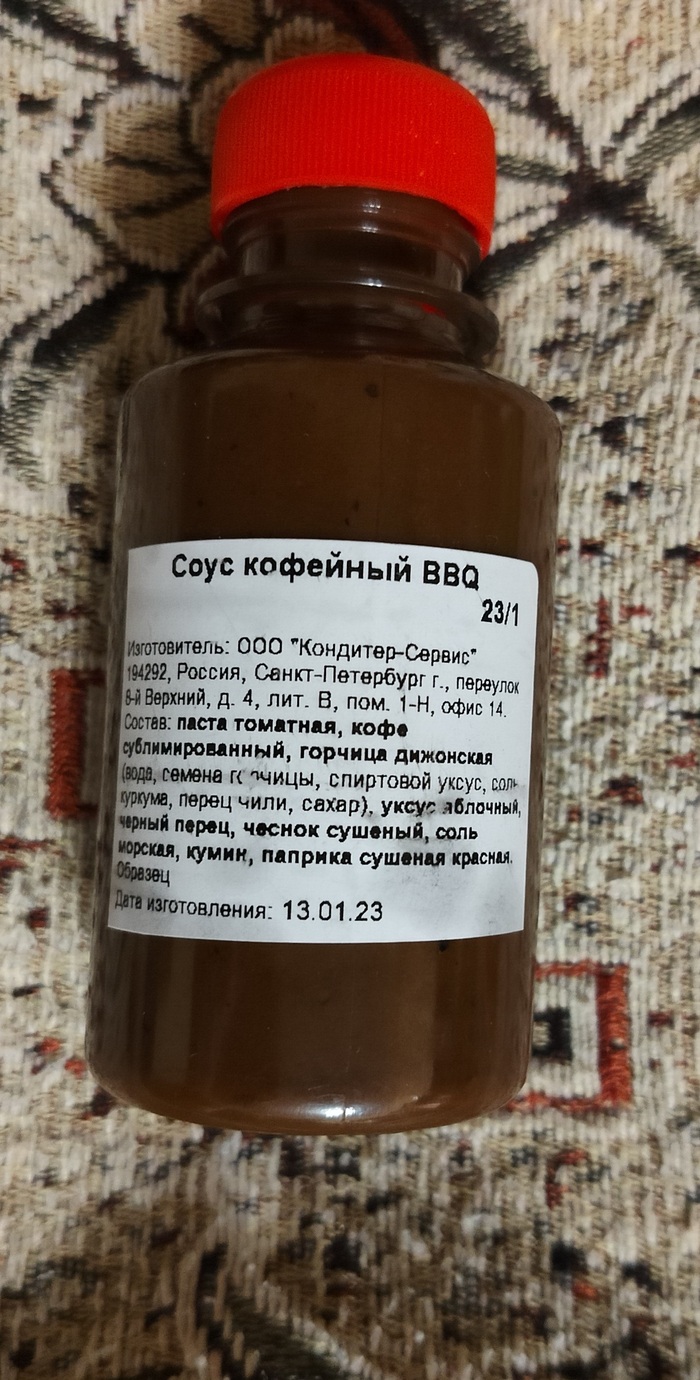 Соус кофейный BBQ
23/1
Изготовитель: ООО "Кондитер-Сервис"
194292, Россия, Санкт-Петербург г., переулок
8-й Верхний, д. 4, лит. В, пом. 1-Н, офис 14.
Состав: паста томатная, кофе
сублимированный, горчица дижонская
(вода, семена горчицы, спиртовой уксус, соль,
куркума, перец чили, сахар), уксус яблочный,
черный перец, чеснок сушеный, соль
морская, кумин, паприка сушеная красная.
Образец
Дата изготовления: 13.01.23